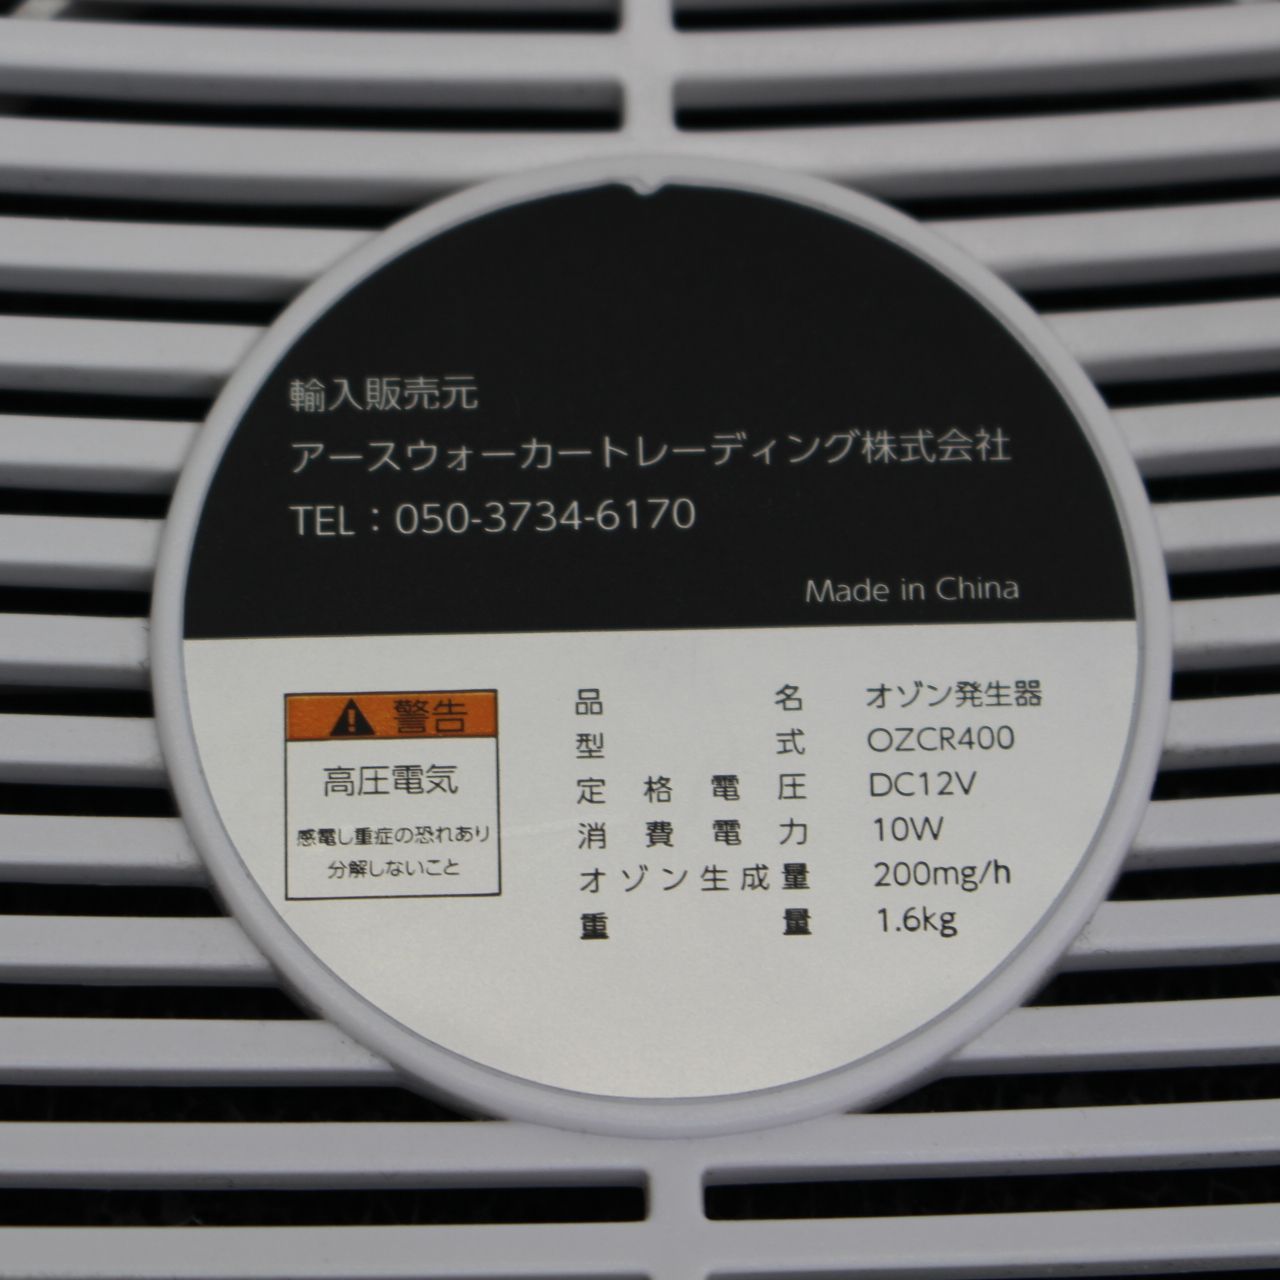 輸入販売元
アースウォーカートレーディング株式会社
TEL：050-3734-6170
Made in China
警告
高圧電気
感電し重症の恐れあり
分解しないこと
品名 オゾン発生器
型式 OZCR400
定格電圧 DC12V
消費電力 10W
オゾン生成量 200mg/h
重量 1.6kg